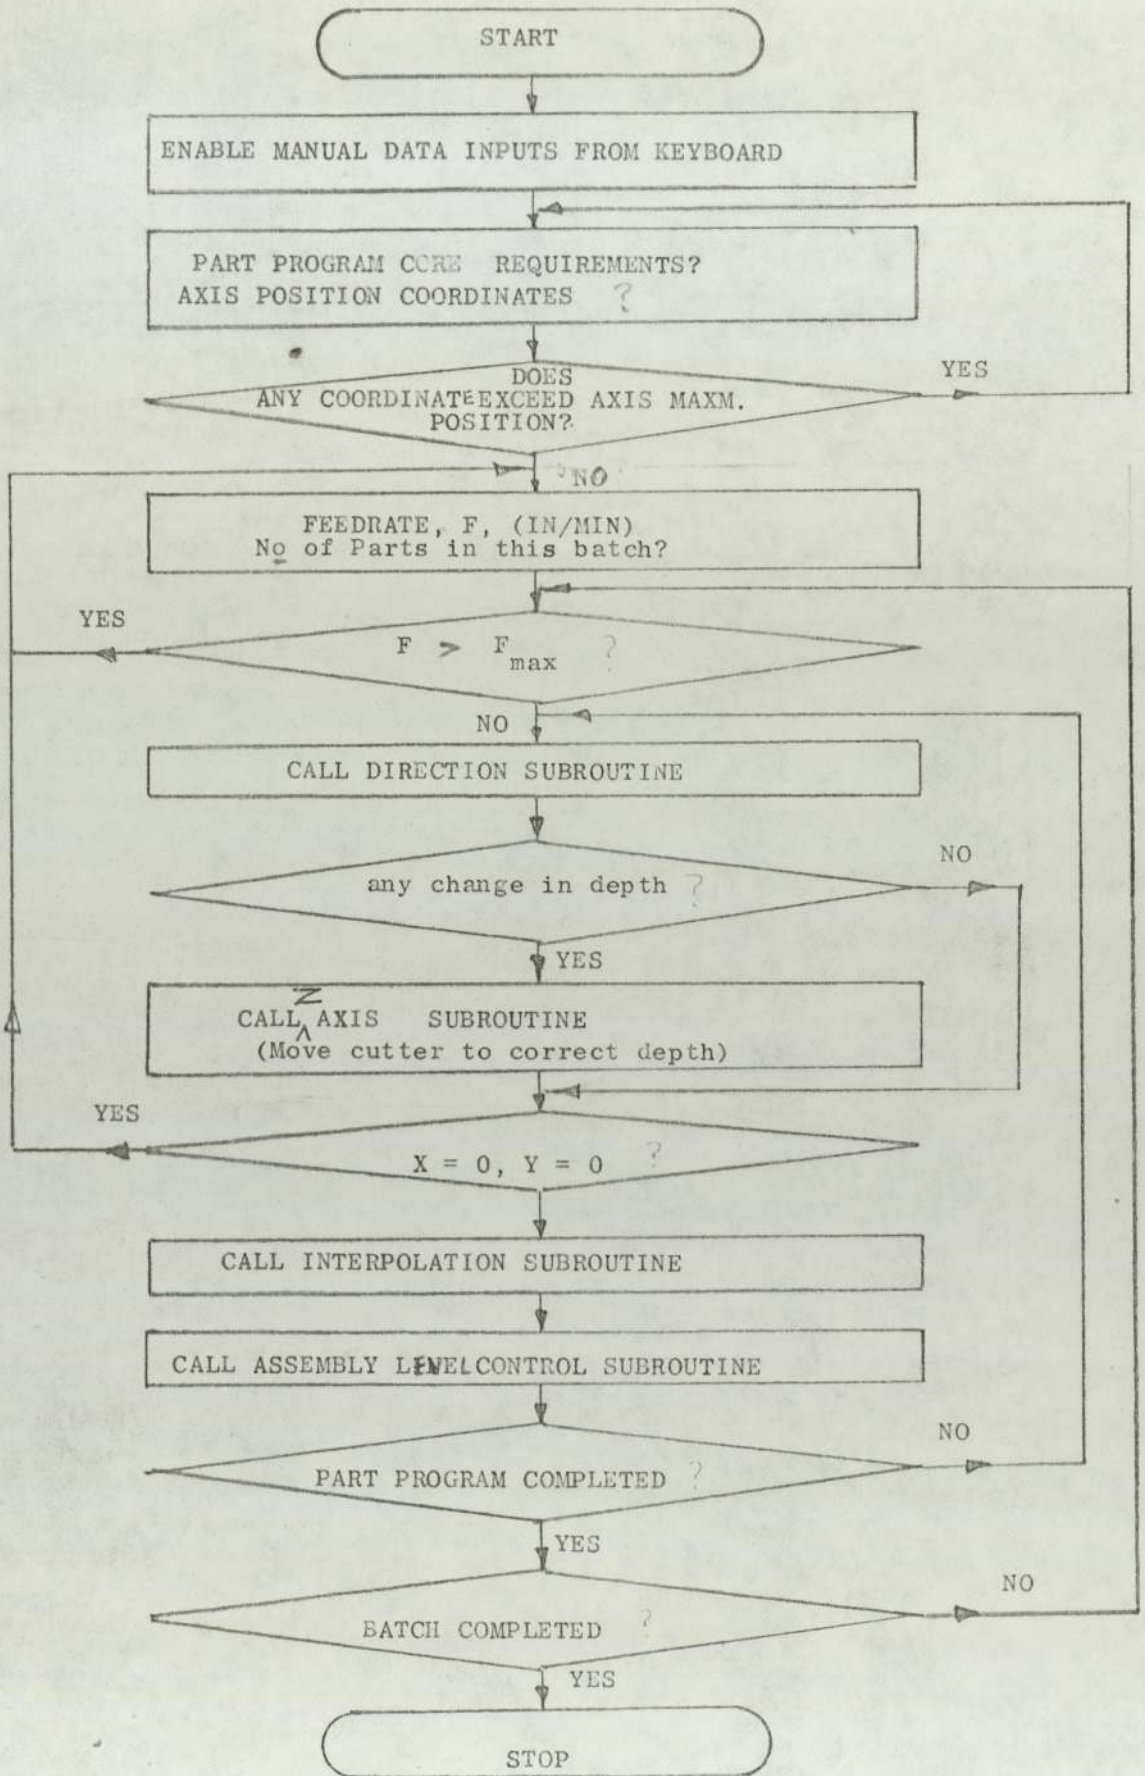 START
ENABLE MANUAL DATA INPUTS FROM KEYBOARD
PART PROGRAM CORE REQUIREMENTS?
AXIS POSITION COORDINATES ?
DOES
ANY COORDINATE EXCEED AXIS MAXM.
POSITION?
YES
NO
FEEDRATE, F, (IN/MIN)
No of Parts in this batch?
YES
F > Fmax ?
NO
CALL DIRECTION SUBROUTINE
NO
any change in depth ?
YES
CALL Z AXIS SUBROUTINE
(Move cutter to correct depth)
YES
X = 0, Y = 0 ?
CALL INTERPOLATION SUBROUTINE
CALL ASSEMBLY LEVEL CONTROL SUBROUTINE
NO
PART PROGRAM COMPLETED ?
YES
NO
BATCH COMPLETED ?
YES
STOP